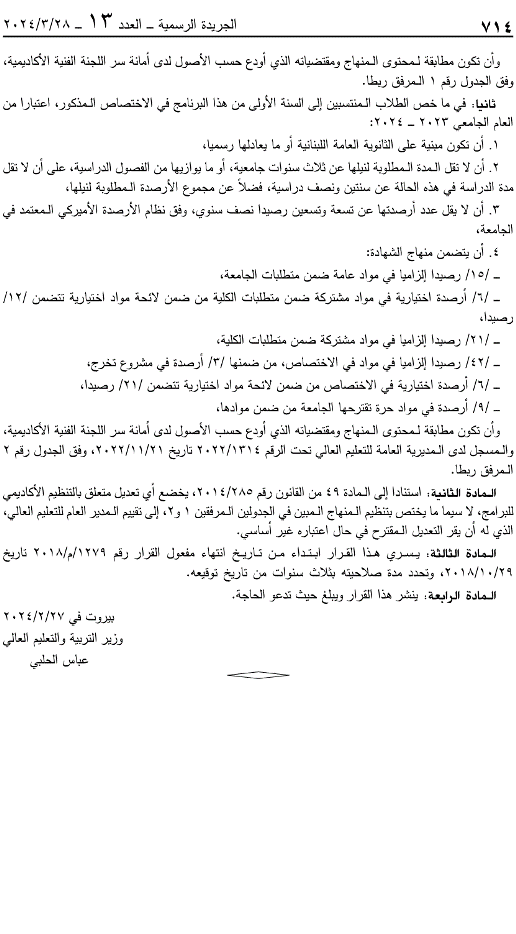 ٧١٤ الجريدة الرسمية ـ العدد ١٣ ـ ٢٠٢٤/٣/٢٨
وأن تكون مطابقة لمحتوى المنهاج ومقتضياته الذي أودع حسب الأصول لدى أمانة سر اللجنة الفنية الأكاديمية،
وفق الجدول رقم ١ المرفق ربطا.
ثانيا: في ما خص الطلاب المنتسبين إلى السنة الأولى من هذا البرنامج في الاختصاص المذكور، اعتبارا من
العام الجامعي ٢٠٢٣ ـ ٢٠٢٤:
١. أن تكون مبنية على الثانوية العامة اللبنانية أو ما يعادلها رسميا،
٢. أن لا تقل المدة المطلوبة لنيلها عن ثلاث سنوات جامعية، أو ما يوازيها من الفصول الدراسية، على أن لا تقل
مدة الدراسة في هذه الحالة عن سنتين ونصف دراسية، فضلاً عن مجموع الأرصدة المطلوبة لنيلها،
٣. أن لا يقل عدد أرصدتها عن تسعة وتسعين رصيدا نصف سنوي، وفق نظام الأرصدة الأميركي المعتمد في
الجامعة،
٤. أن يتضمن منهاج الشهادة:
ـ /١٥/ رصيدا إلزاميا في مواد عامة ضمن متطلبات الجامعة،
ـ /٦/ أرصدة اختيارية في مواد مشتركة ضمن متطلبات الكلية من ضمن لائحة مواد اختيارية تتضمن /١٢/
رصيدا،
ـ /٢١/ رصيدا إلزاميا في مواد مشتركة ضمن متطلبات الكلية،
ـ /٤٢/ رصيدا إلزاميا في مواد في الاختصاص، من ضمنها /٣/ أرصدة في مشروع تخرج،
ـ /٦/ أرصدة اختيارية في الاختصاص من ضمن لائحة مواد اختيارية تتضمن /٢١/ رصيدا،
ـ /٩/ أرصدة في مواد حرة تقترحها الجامعة من ضمن موادها،
وأن تكون مطابقة لمحتوى المنهاج ومقتضياته الذي أودع حسب الأصول لدى أمانة سر اللجنة الفنية الأكاديمية،
والمسجل لدى المديرية العامة للتعليم العالي تحت الرقم ٢٠٢٢/١٣١٤ تاريخ ٢٠٢٢/١١/٢١، وفق الجدول رقم ٢
المرفق ربطا.
المادة الثانية: استنادا إلى المادة ٤٩ من القانون رقم ٢٠١٤/٢٨٥، يخضع أي تعديل متعلق بالتنظيم الأكاديمي
للبرامج، لا سيما ما يختص بتنظيم المنهاج المبين في الجدولين المرفقين ١ و٢، إلى تقييم المدير العام للتعليم العالي،
الذي له أن يقر التعديل المقترح في حال اعتباره غير أساسي.
المادة الثالثة: يسري هذا القرار ابتداء من تاريخ انتهاء مفعول القرار رقم ١٢٧٩/م/٢٠١٨ تاريخ
٢٠١٨/١٠/٢٩، وتحدد مدة صلاحيته بثلاث سنوات من تاريخ توقيعه.
المادة الرابعة: ينشر هذا القرار ويبلغ حيث تدعو الحاجة.
بيروت في ٢٠٢٤/٢/٢٧
وزير التربية والتعليم العالي
عباس الحلبي